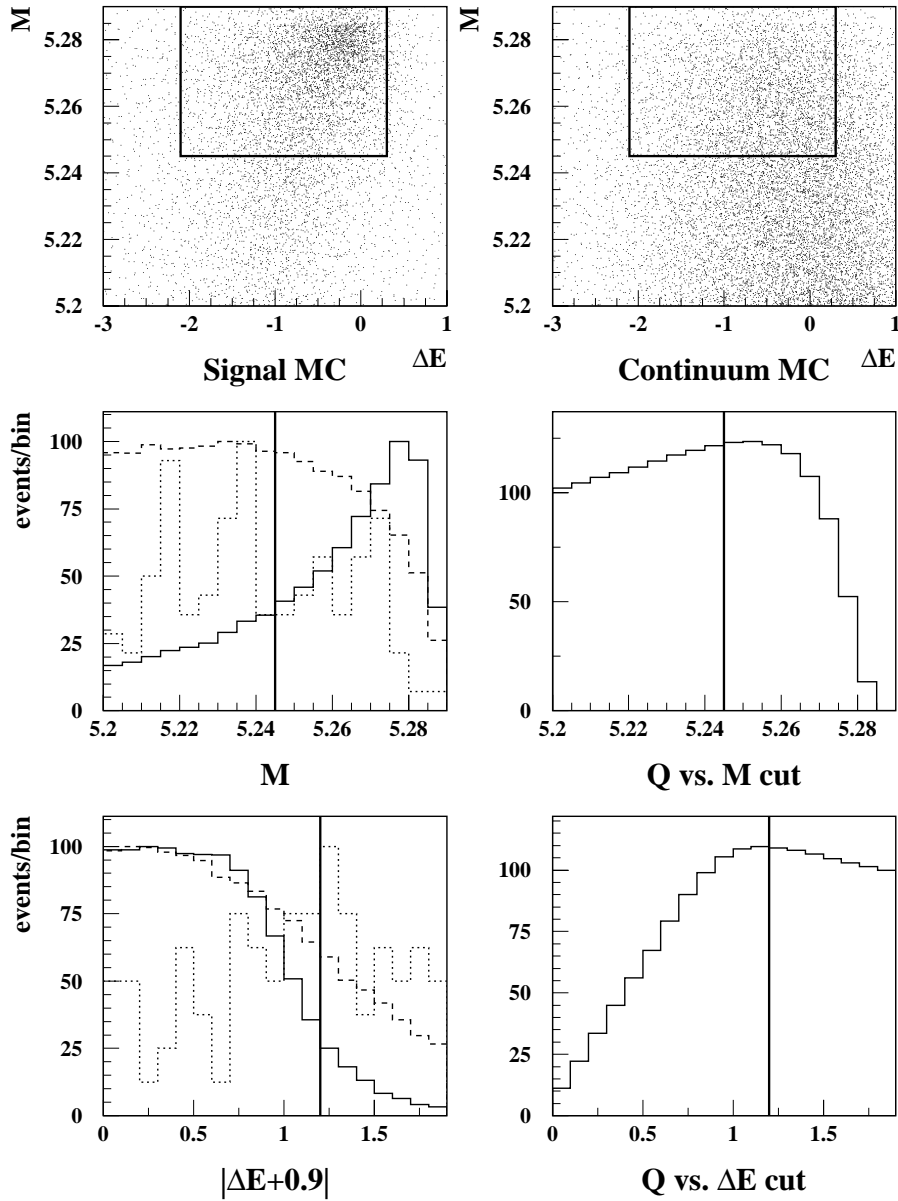 M
5.28
5.26
5.24
5.22
5.2
-3 -2 -1 0 1
ΔE
Signal MC
M
5.28
5.26
5.24
5.22
5.2
-3 -2 -1 0 1
ΔE
Continuum MC
events/bin
100
75
50
25
0
5.2 5.22 5.24 5.26 5.28
M
100
50
0
5.2 5.22 5.24 5.26 5.28
Q vs. M cut
events/bin
100
75
50
25
0
0 0.5 1 1.5
|ΔE+0.9|
100
75
50
25
0
0 0.5 1 1.5
Q vs. ΔE cut